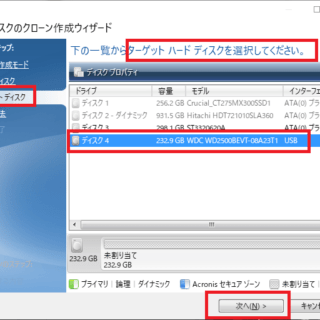 スクのクローン作成ウィザード
ップ:
作成モード
ィスク
トディスク
法
了
下の一覧からターゲット ハード ディスクを選択してください。
ディスク プロパティ
ドライブ 容量 モデル インターフェ
ディスク 1 256.2 GB Crucial_CT275MX300SSD1 ATA(0) プラ
ディスク 2 - ダイナミック 931.5 GB Hitachi HDT721010SLA360 ATA(0) プラ
ディスク 3 298.1 GB ST3320620A ATA(0) プラ
ディスク 4 232.9 GB WDC WD2500BEVT-08A23T1 USB
232.9 GB
未割り当て
232.9 GB
プライマリ | 論理 | ダイナミック Acronis セキュア ゾーン 未割り当て |
次へ(N) > キャンセ